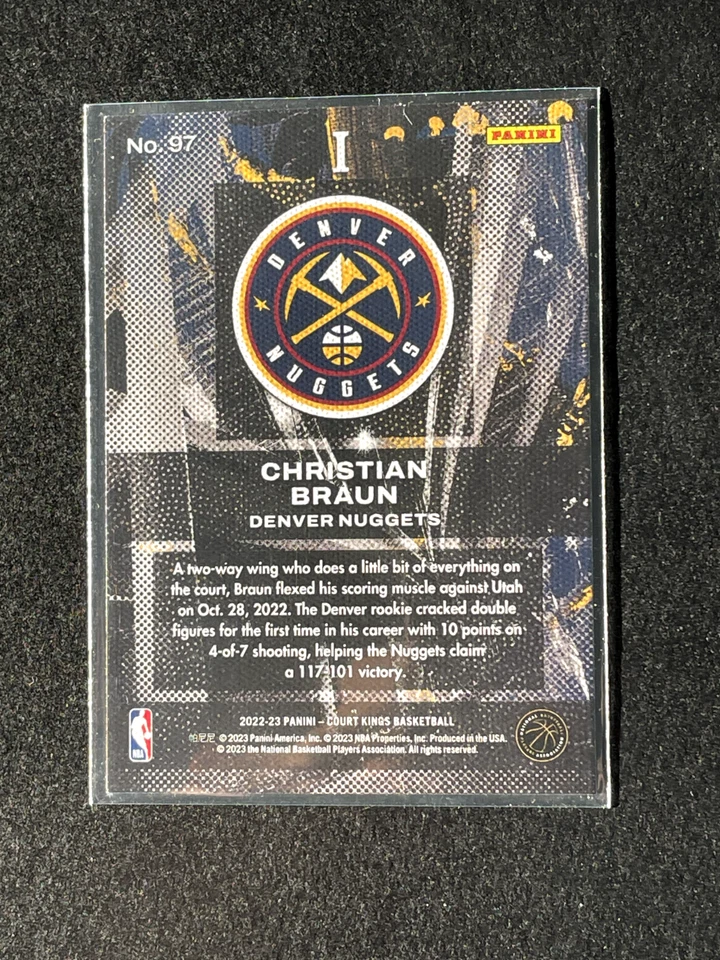 No. 97
I
PANINI
DENVER
NUGGETS
CHRISTIAN
BRAUN
DENVER NUGGETS
A two-way wing who does a little bit of everything on
the court, Braun flexed his scoring muscle against Utah
on Oct. 28, 2022. The Denver rookie cracked double
figures for the first time in his career with 10 points on
4-of-7 shooting, helping the Nuggets claim
a 117-101 victory.
2022-23 PANINI – COURT KINGS BASKETBALL
帕尼尼 © 2023 Panini America, Inc. © 2023 NBA Properties, Inc. Produced in the USA.
© 2023 the National Basketball Players Association. All rights reserved.
NBA